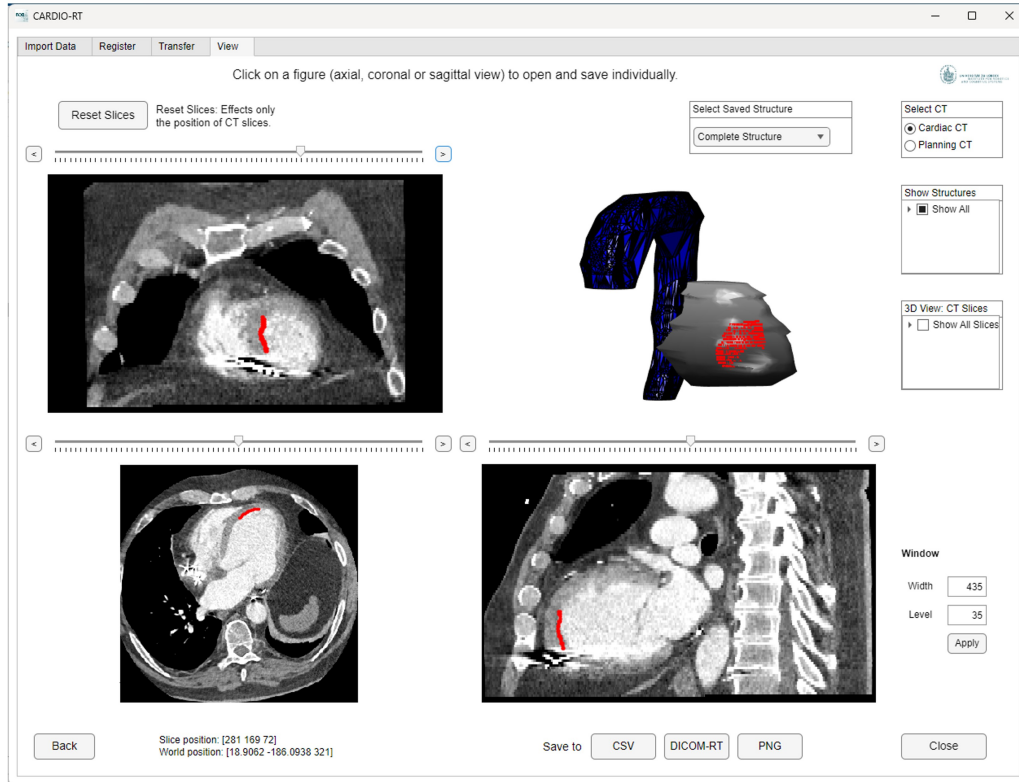 CARDIO-RT
Import Data Register Transfer View
Click on a figure (axial, coronal or sagittal view) to open and save individually.
Reset Slices
Reset Slices: Effects only
the position of CT slices.
Select Saved Structure
Complete Structure
Select CT
Cardiac CT
Planning CT
< >
Show Structures
Show All
3D View: CT Slices
Show All Slices
< > < >
Window
Width 435
Level 35
Apply
Back
Slice position: [281 169 72]
World position: [18.9062 -186.0938 321]
Save to CSV DICOM-RT PNG
Close